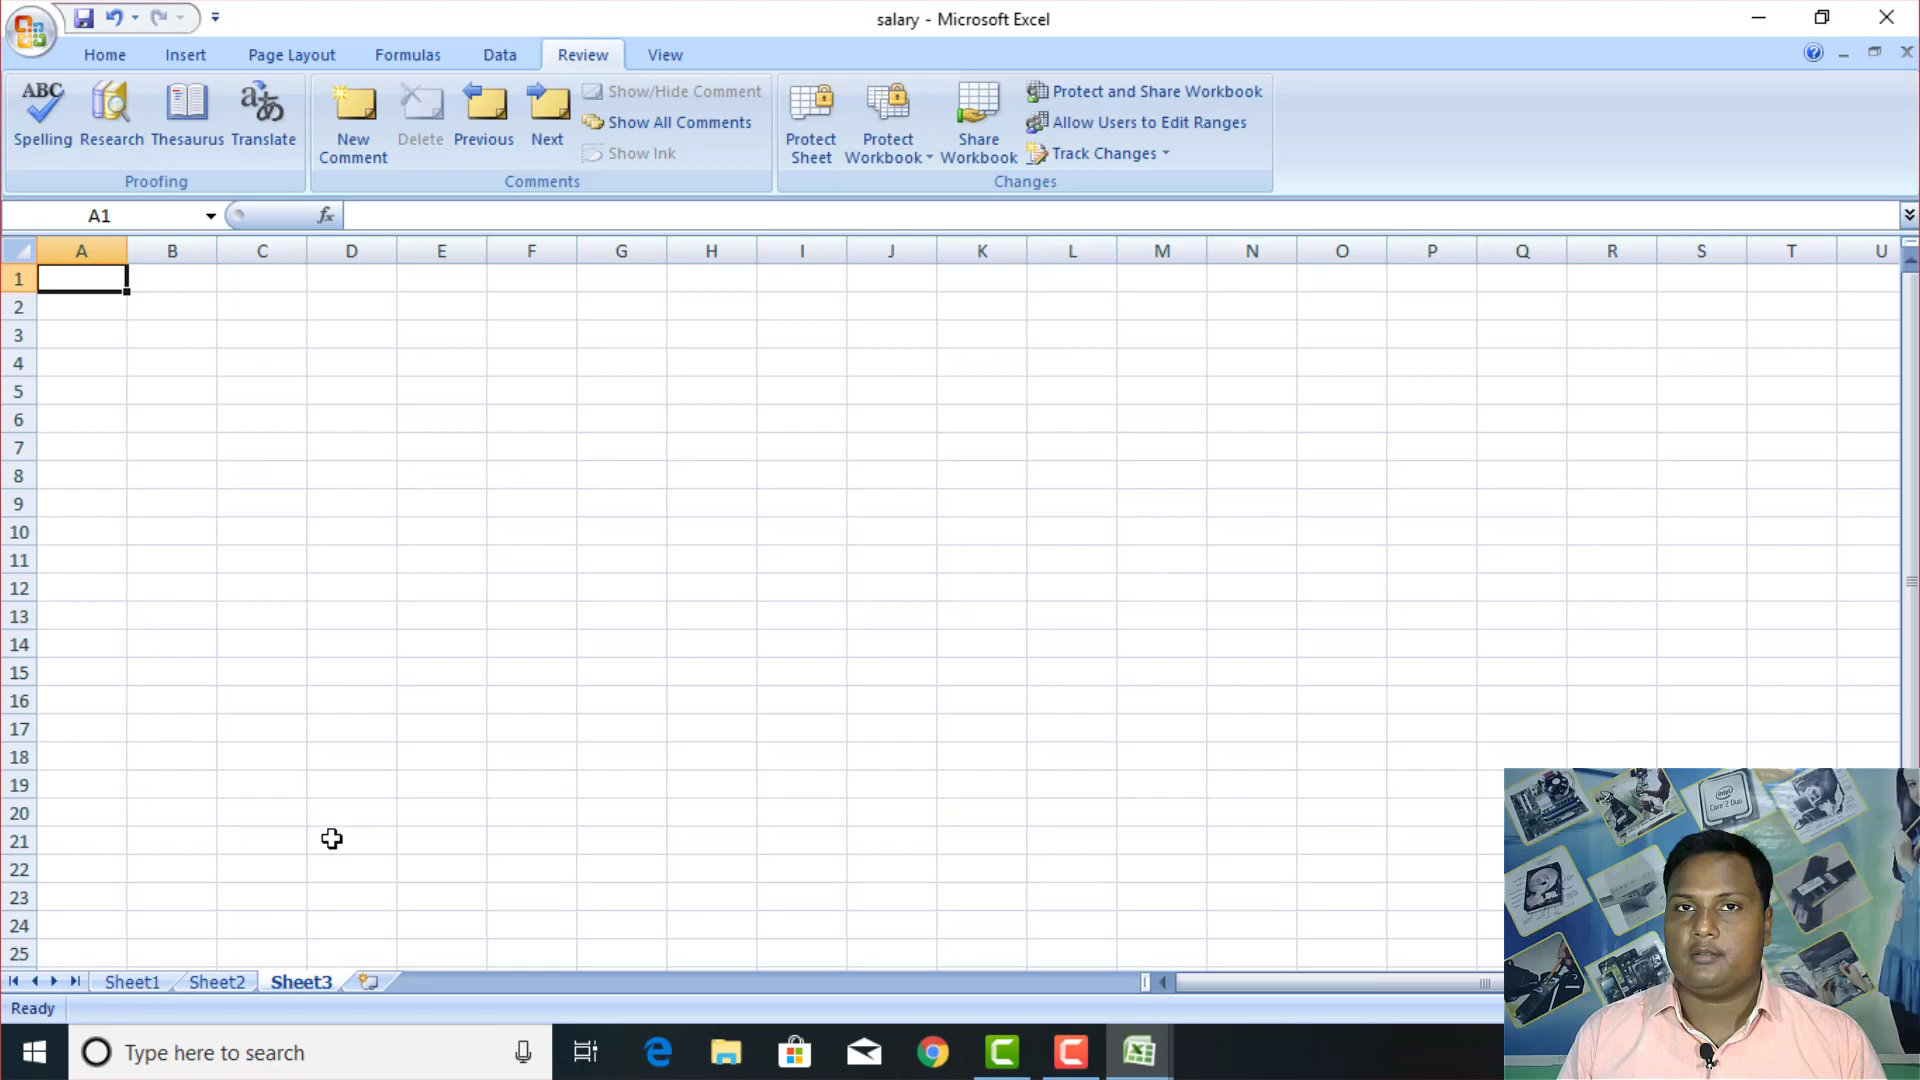 salary - Microsoft Excel
Home Insert Page Layout Formulas Data Review View
ABC
Spelling Research Thesaurus Translate
Proofing
New Comment Delete Previous Next
Show/Hide Comment
Show All Comments
Show Ink
Comments
Protect Sheet Protect Workbook Share Workbook
Protect and Share Workbook
Allow Users to Edit Ranges
Track Changes
Changes
A1 fx
A B C D E F G H I J K L M N O P Q R S T U
1
2
3
4
5
6
7
8
9
10
11
12
13
14
15
16
17
18
19
20
21
22
23
24
25
intel
Core 2 Duo
Sheet1 Sheet2 Sheet3
Ready
Type here to search